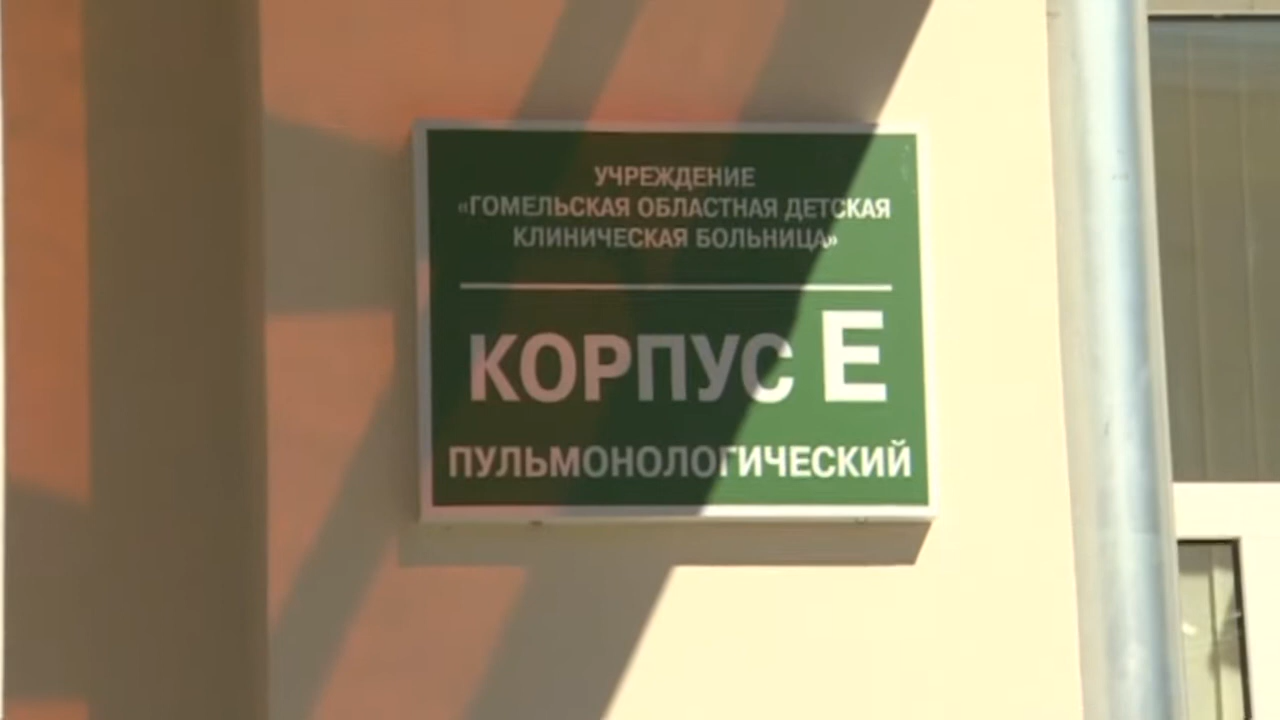 УЧРЕЖДЕНИЕ
«ГОМЕЛЬСКАЯ ОБЛАСТНАЯ ДЕТСКАЯ
КЛИНИЧЕСКАЯ БОЛЬНИЦА»
КОРПУС Е
ПУЛЬМОНОЛОГИЧЕСКИЙ